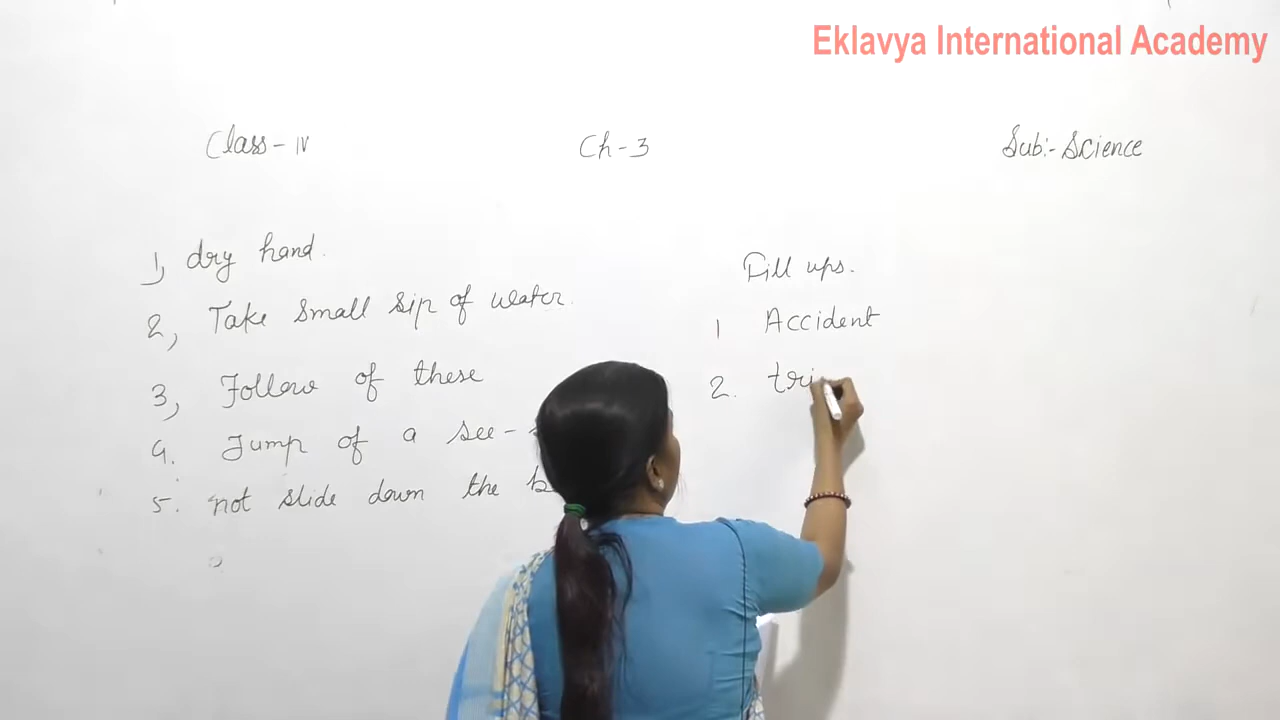 Eklavya International Academy
Class - IV
Ch - 3
Sub:- Science
1, dry hand.
2, Take small sip of water.
3, Follow of these
4. Jump of a see -
5. not slide down the
Fill ups.
1 Accident
2. tri